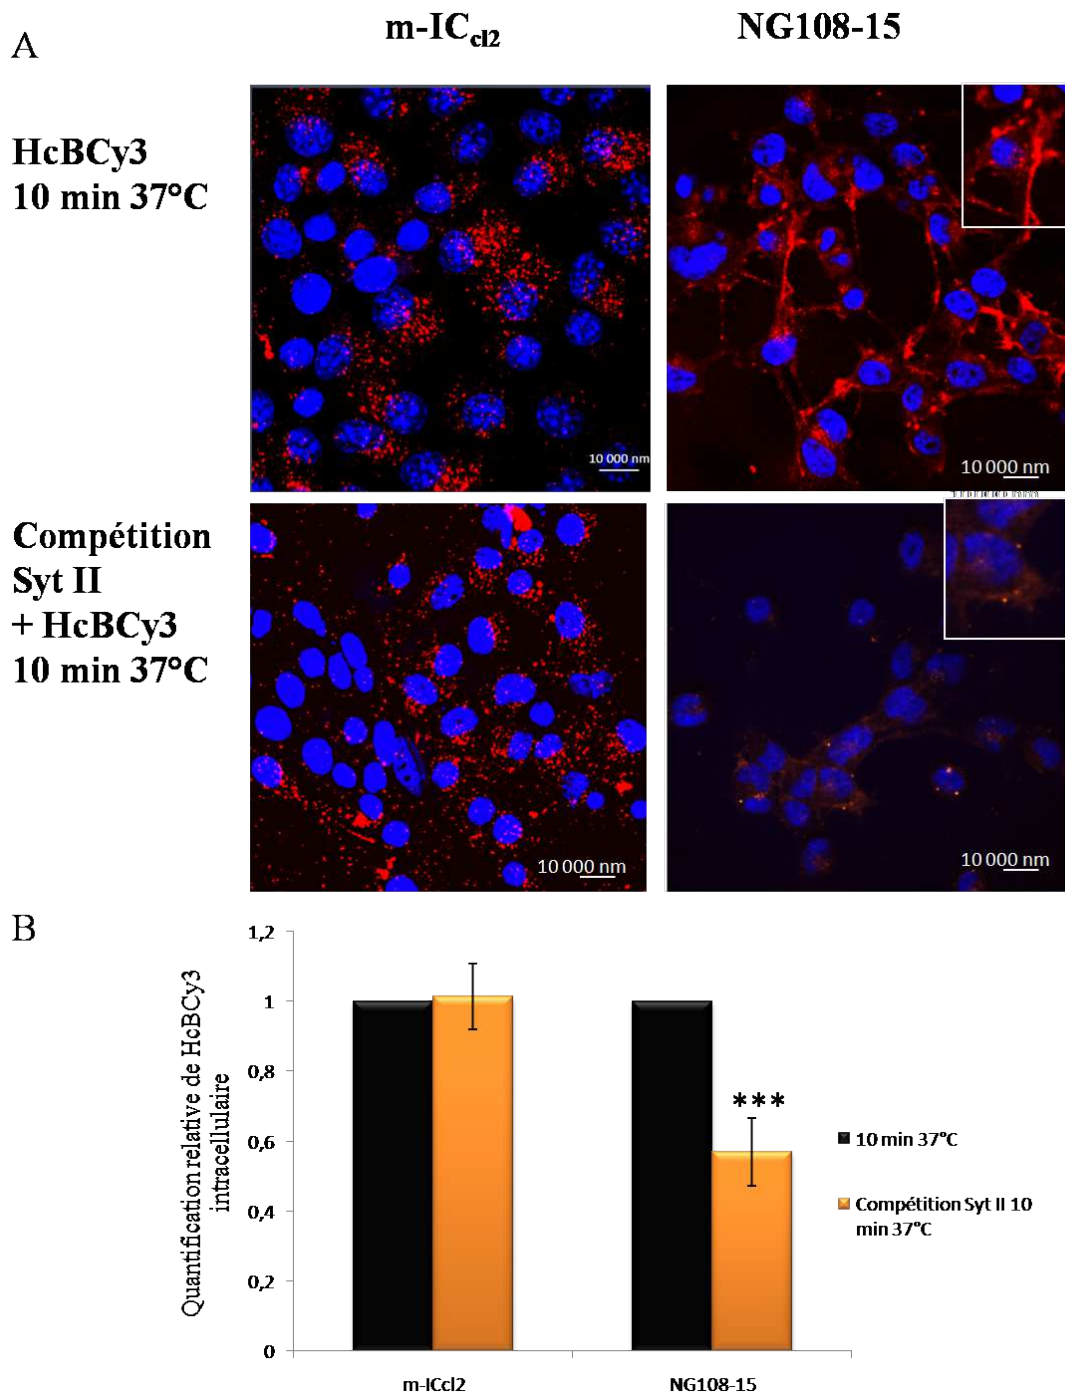 m-ICcl2
NG108-15
A
HcBCy3
10 min 37°C
10 000 nm
10 000 nm
Compétition
Syt II
+ HcBCy3
10 min 37°C
10 000 nm
10 000 nm
B
Quantification relative de HcBCy3
intracellulaire
1,2
1
0,8
0,6
0,4
0,2
0
***
10 min 37°C
Compétition Syt II 10
min 37°C
m-ICcl2
NG108-15